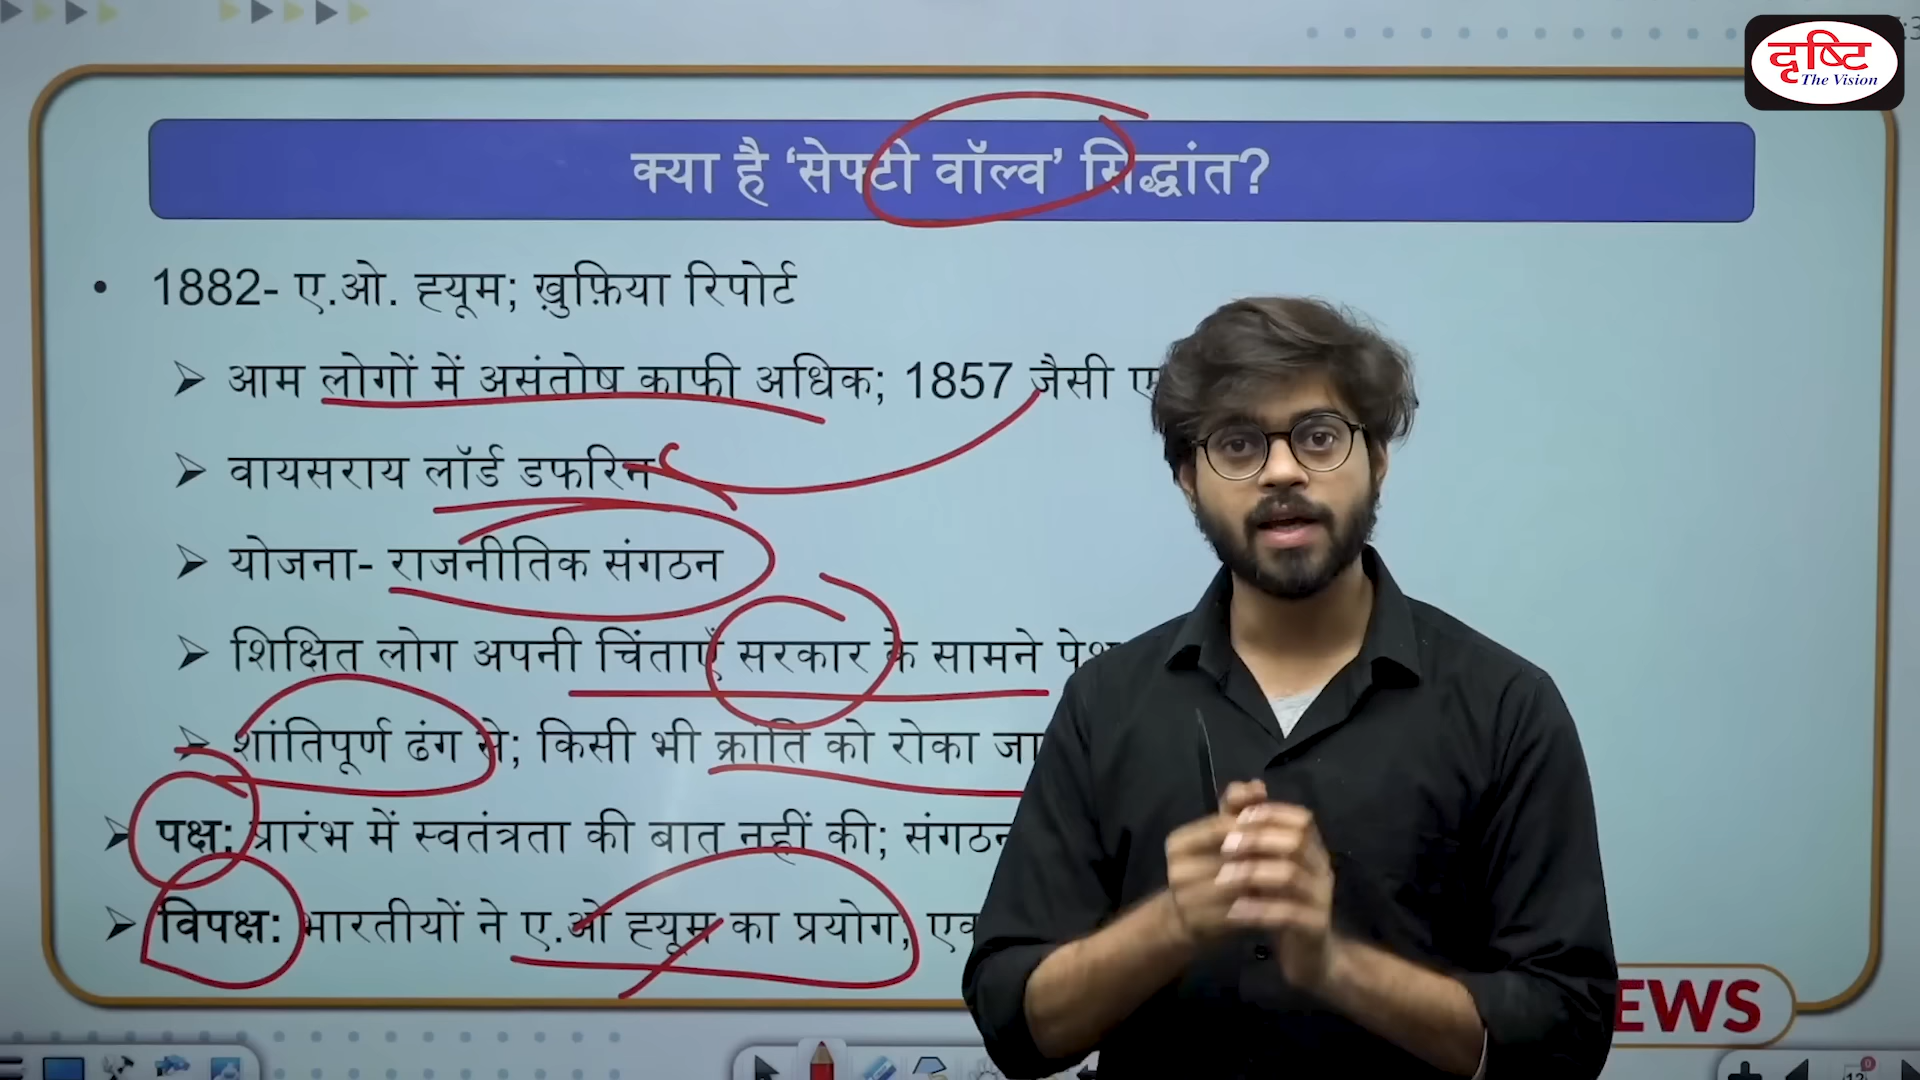 दृष्टि
The Vision
क्या है ‘सेफ्टी वॉल्व’ सिद्धांत?
• 1882- ए.ओ. ह्यूम; ख़ुफ़िया रिपोर्ट
➢ आम लोगों में असंतोष काफी अधिक; 1857 जैसी
➢ वायसराय लॉर्ड डफरिन
➢ योजना- राजनीतिक संगठन
➢ शिक्षित लोग अपनी चिंताएँ सरकार के सामने
➢ शांतिपूर्ण ढंग से; किसी भी क्रांति को रोका
➢ पक्ष: प्रारंभ में स्वतंत्रता की बात नहीं की; संगठन
➢ विपक्ष: भारतीयों ने ए.ओ ह्यूम का प्रयोग,
EWS